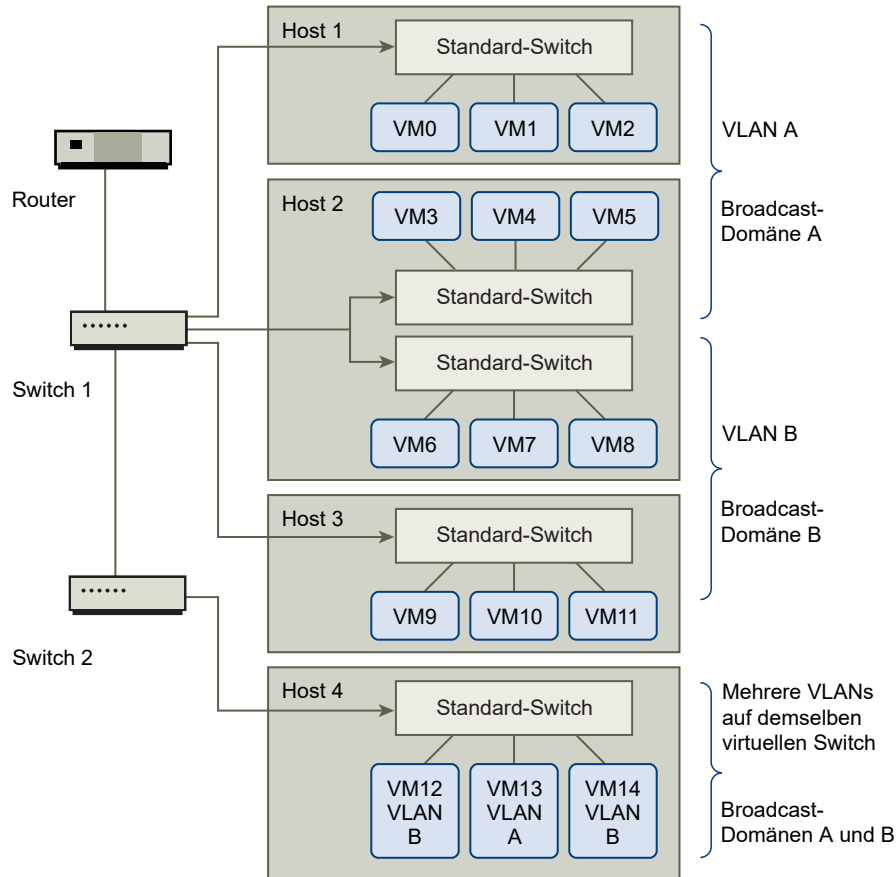 Host 1
Standard-Switch
VM0
VM1
VM2
VLAN A
Router
Host 2
VM3
VM4
VM5
Broadcast-
Domäne A
Standard-Switch
Switch 1
Standard-Switch
VM6
VM7
VM8
VLAN B
Host 3
Standard-Switch
Broadcast-
Domäne B
VM9
VM10
VM11
Switch 2
Host 4
Standard-Switch
Mehrere VLANs
auf demselben
virtuellen Switch
VM12
VLAN
B
VM13
VLAN
A
VM14
VLAN
B
Broadcast-
Domänen A und B